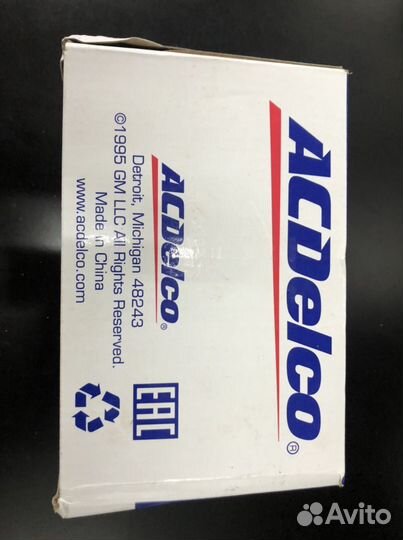 ACDelco®
ACDelco®
Detroit, Michigan 48243
©1995 GM LLC All Rights Reserved.
Made in China
www.acdelco.com
EAC
Avito